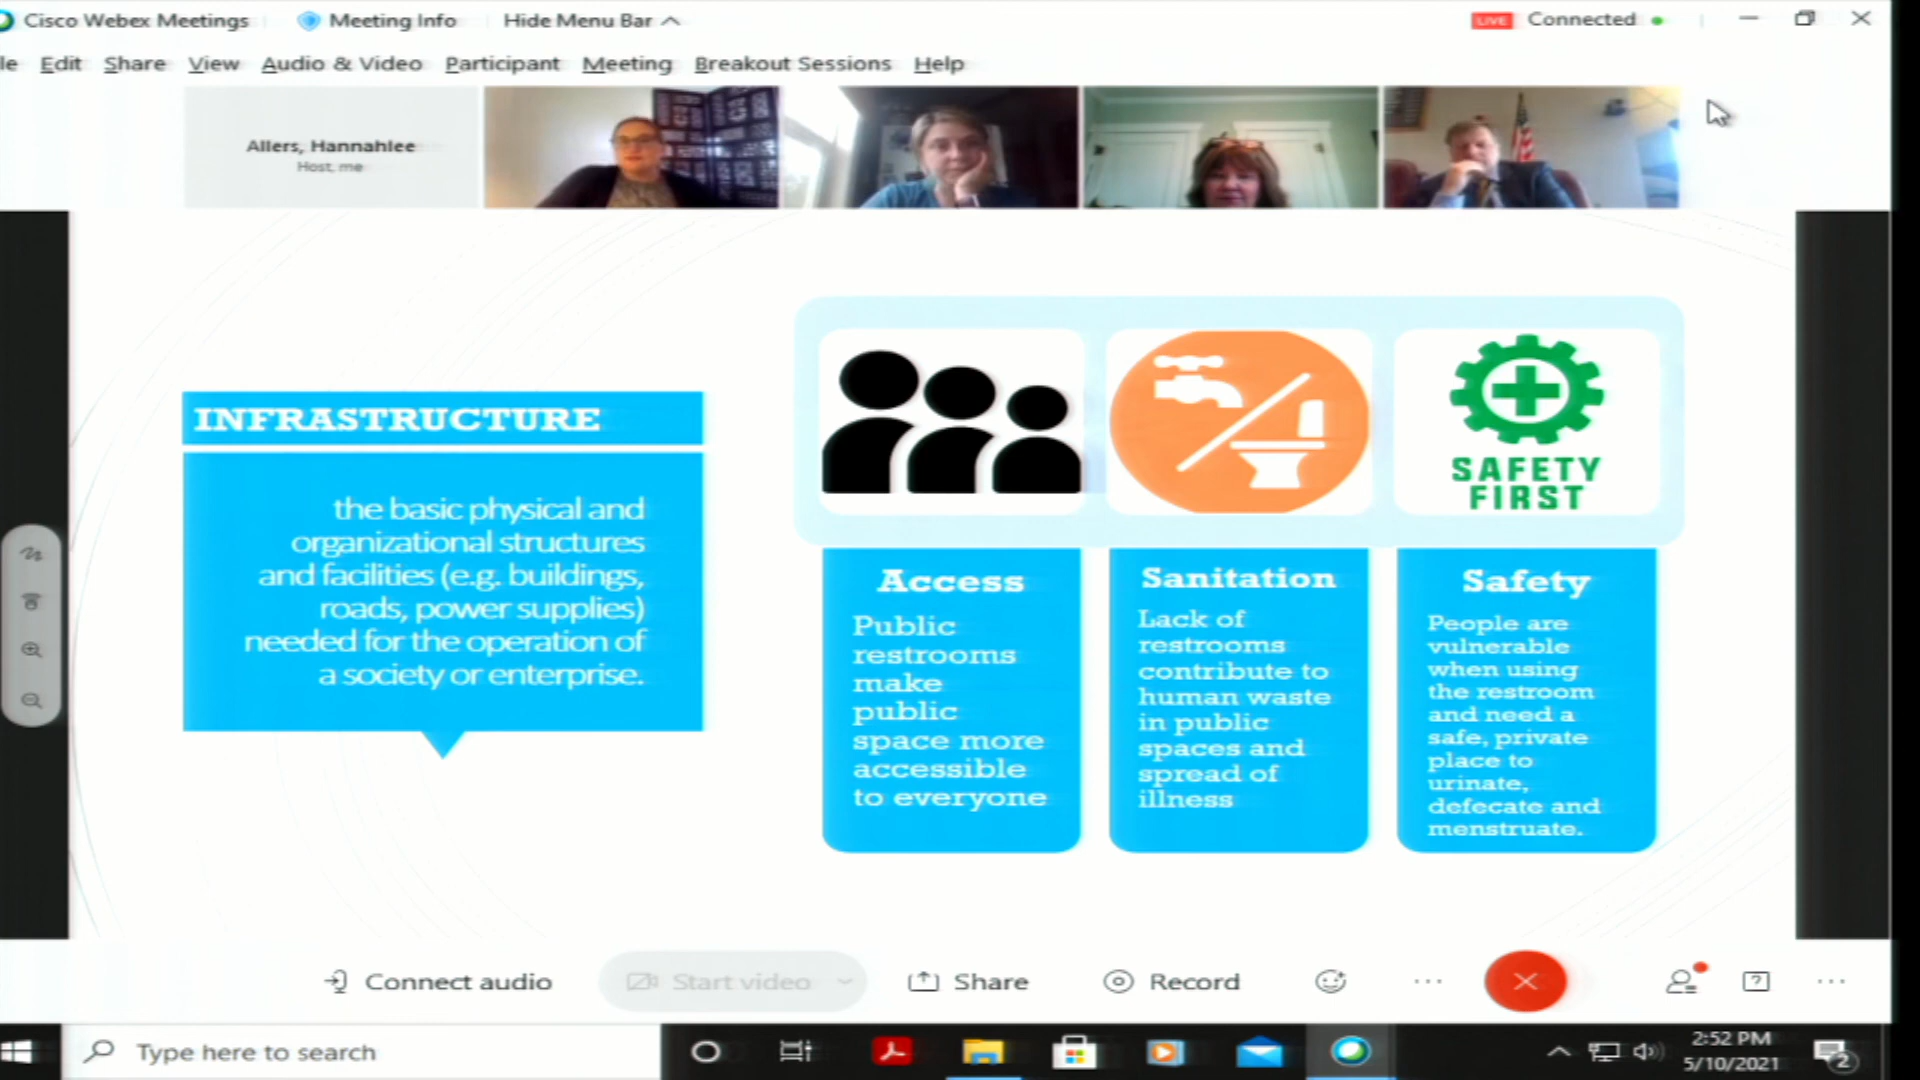 Cisco Webex Meetings
Meeting Info
Hide Menu Bar
LIVE
Connected
le Edit Share View Audio & Video Participant Meeting Breakout Sessions Help
Allers, Hannahlee
Host, me
INFRASTRUCTURE
the basic physical and
organizational structures
and facilities (e.g. buildings,
roads, power supplies)
needed for the operation of
a society or enterprise.
SAFETY
FIRST
Access
Public
restrooms
make
public
space more
accessible
to everyone
Sanitation
Lack of
restrooms
contribute to
human waste
in public
spaces and
spread of
illness
Safety
People are
vulnerable
when using
the restroom
and need a
safe, private
place to
urinate,
defecate and
menstruate.
Connect audio
Start video
Share
Record
Type here to search
2:52 PM
5/10/2021
2